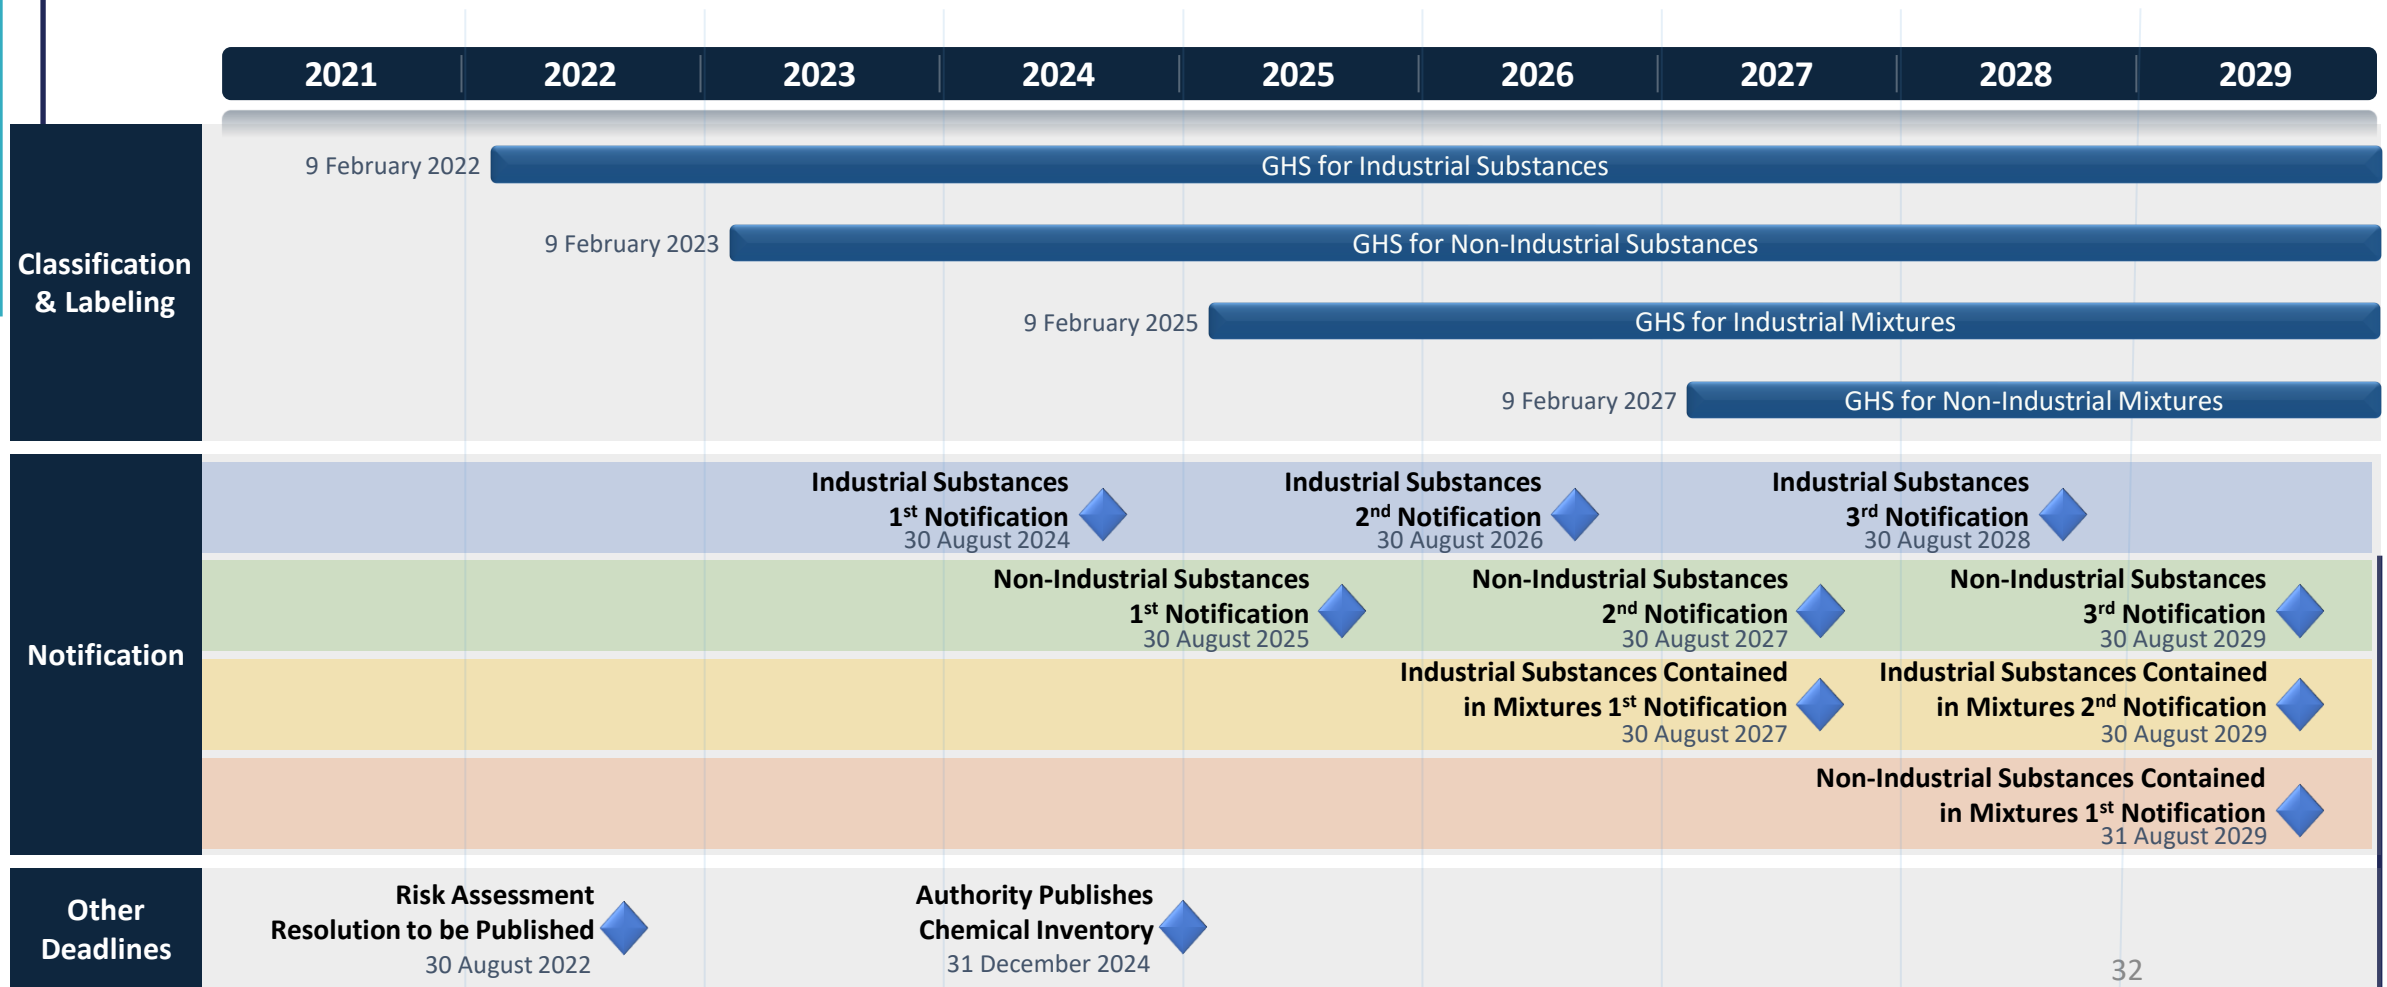 2021 2022 2023 2024 2025 2026 2027 2028 2029
Classification
& Labeling
9 February 2022 GHS for Industrial Substances
9 February 2023 GHS for Non-Industrial Substances
9 February 2025 GHS for Industrial Mixtures
9 February 2027 GHS for Non-Industrial Mixtures
Notification
Industrial Substances
1st Notification
30 August 2024
Industrial Substances
2nd Notification
30 August 2026
Industrial Substances
3rd Notification
30 August 2028
Non-Industrial Substances
1st Notification
30 August 2025
Non-Industrial Substances
2nd Notification
30 August 2027
Non-Industrial Substances
3rd Notification
30 August 2029
Industrial Substances Contained
in Mixtures 1st Notification
30 August 2027
Industrial Substances Contained
in Mixtures 2nd Notification
30 August 2029
Non-Industrial Substances Contained
in Mixtures 1st Notification
31 August 2029
Other
Deadlines
Risk Assessment
Resolution to be Published
30 August 2022
Authority Publishes
Chemical Inventory
31 December 2024
32